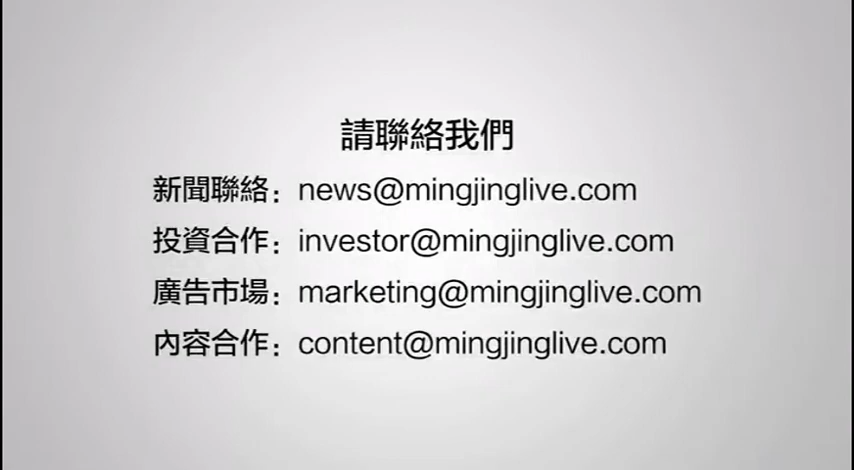 請聯絡我們
新聞聯絡：news@mingjinglive.com
投資合作：investor@mingjinglive.com
廣告市場：marketing@mingjinglive.com
內容合作：content@mingjinglive.com